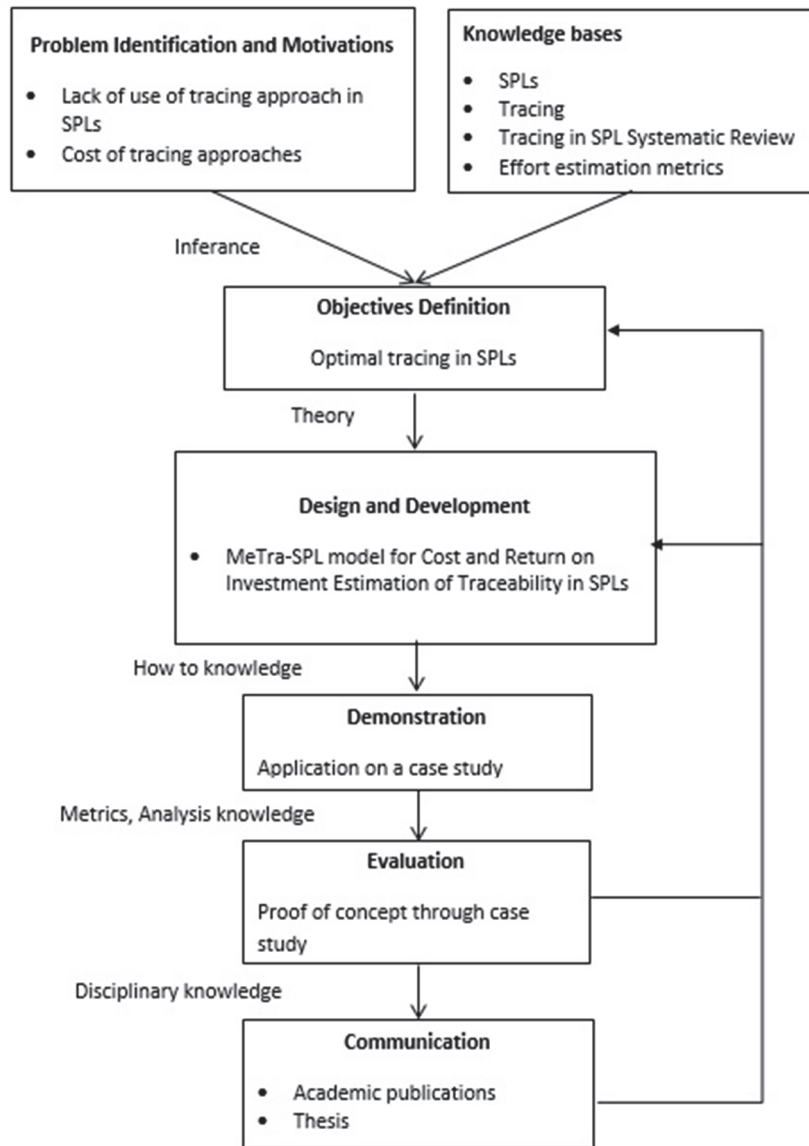 Problem Identification and Motivations
• Lack of use of tracing approach in
SPLs
• Cost of tracing approaches
Knowledge bases
• SPLs
• Tracing
• Tracing in SPL Systematic Review
• Effort estimation metrics
Inferance
Objectives Definition
Optimal tracing in SPLs
Theory
Design and Development
• MeTra-SPL model for Cost and Return on
Investment Estimation of Traceability in SPLs
How to knowledge
Demonstration
Application on a case study
Metrics, Analysis knowledge
Evaluation
Proof of concept through case
study
Disciplinary knowledge
Communication
• Academic publications
• Thesis